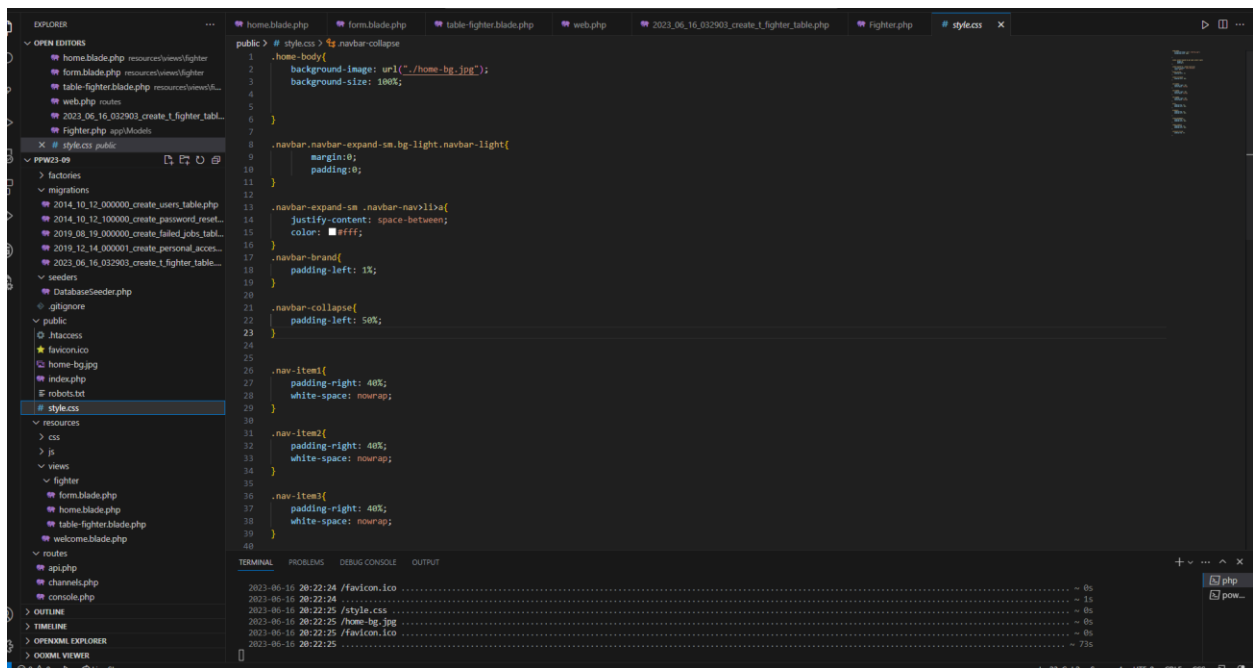 EXPLORER
OPEN EDITORS
home.blade.php resources\views\fighter
form.blade.php resources\views\fighter
table-fighter.blade.php resources\views\fi...
web.php routes
2023_06_16_032903_create_t_fighter_tabl...
Fighter.php app\Models
style.css public
PPW23-09
factories
migrations
2014_10_12_000000_create_users_table.php
2014_10_12_100000_create_password_reset...
2019_08_19_000000_create_failed_jobs_tabl...
2019_12_14_000001_create_personal_acces...
2023_06_16_032903_create_t_fighter_table....
seeders
DatabaseSeeder.php
.gitignore
public
.htaccess
favicon.ico
home-bg.jpg
index.php
robots.txt
# style.css
resources
css
js
views
fighter
form.blade.php
home.blade.php
table-fighter.blade.php
welcome.blade.php
routes
api.php
channels.php
console.php
OUTLINE
TIMELINE
OPENXML EXPLORER
OOXML VIEWER
home.blade.php form.blade.php table-fighter.blade.php web.php 2023_06_16_032903_create_t_fighter_table.php Fighter.php # style.css
public > # style.css > .navbar-collapse
1 .home-body{
2 background-image: url("./home-bg.jpg");
3 background-size: 100%;
4
5
6 }
7
8 .navbar.navbar-expand-sm.bg-light.navbar-light{
9 margin:0;
10 padding:0;
11 }
12
13 .navbar-expand-sm .navbar-nav>li>a{
14 justify-content: space-between;
15 color: #fff;
16 }
17 .navbar-brand{
18 padding-left: 1%;
19 }
20
21 .navbar-collapse{
22 padding-left: 50%;
23 }
24
25
26 .nav-item1{
27 padding-right: 40%;
28 white-space: nowrap;
29 }
30
31 .nav-item2{
32 padding-right: 40%;
33 white-space: nowrap;
34 }
35
36 .nav-item3{
37 padding-right: 40%;
38 white-space: nowrap;
39 }
40
TERMINAL PROBLEMS DEBUG CONSOLE OUTPUT
2023-06-16 20:22:24 /favicon.ico ~ 0s
2023-06-16 20:22:24 ~ 1s
2023-06-16 20:22:25 /style.css ~ 0s
2023-06-16 20:22:25 /home-bg.jpg ~ 0s
2023-06-16 20:22:25 /favicon.ico ~ 0s
2023-06-16 20:22:25 ~ 73s
php
pow...